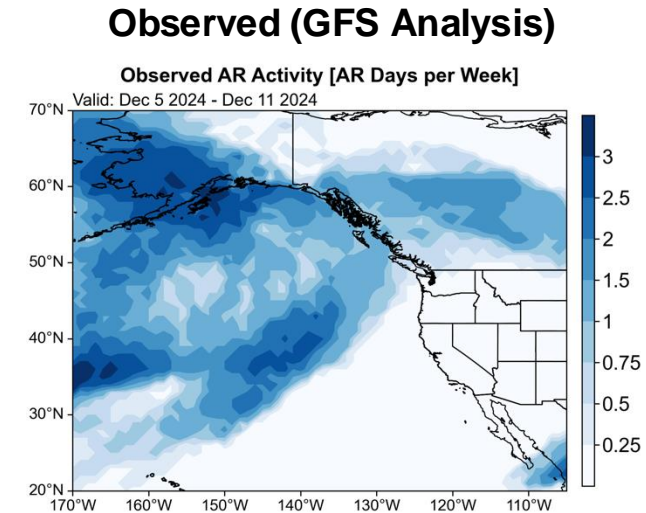 Observed (GFS Analysis)
Observed AR Activity [AR Days per Week]
Valid: Dec 5 2024 - Dec 11 2024
70°N
60°N
50°N
40°N
30°N
20°N
170°W 160°W 150°W 140°W 130°W 120°W 110°W
3
2.5
2
1.5
1
0.75
0.5
0.25